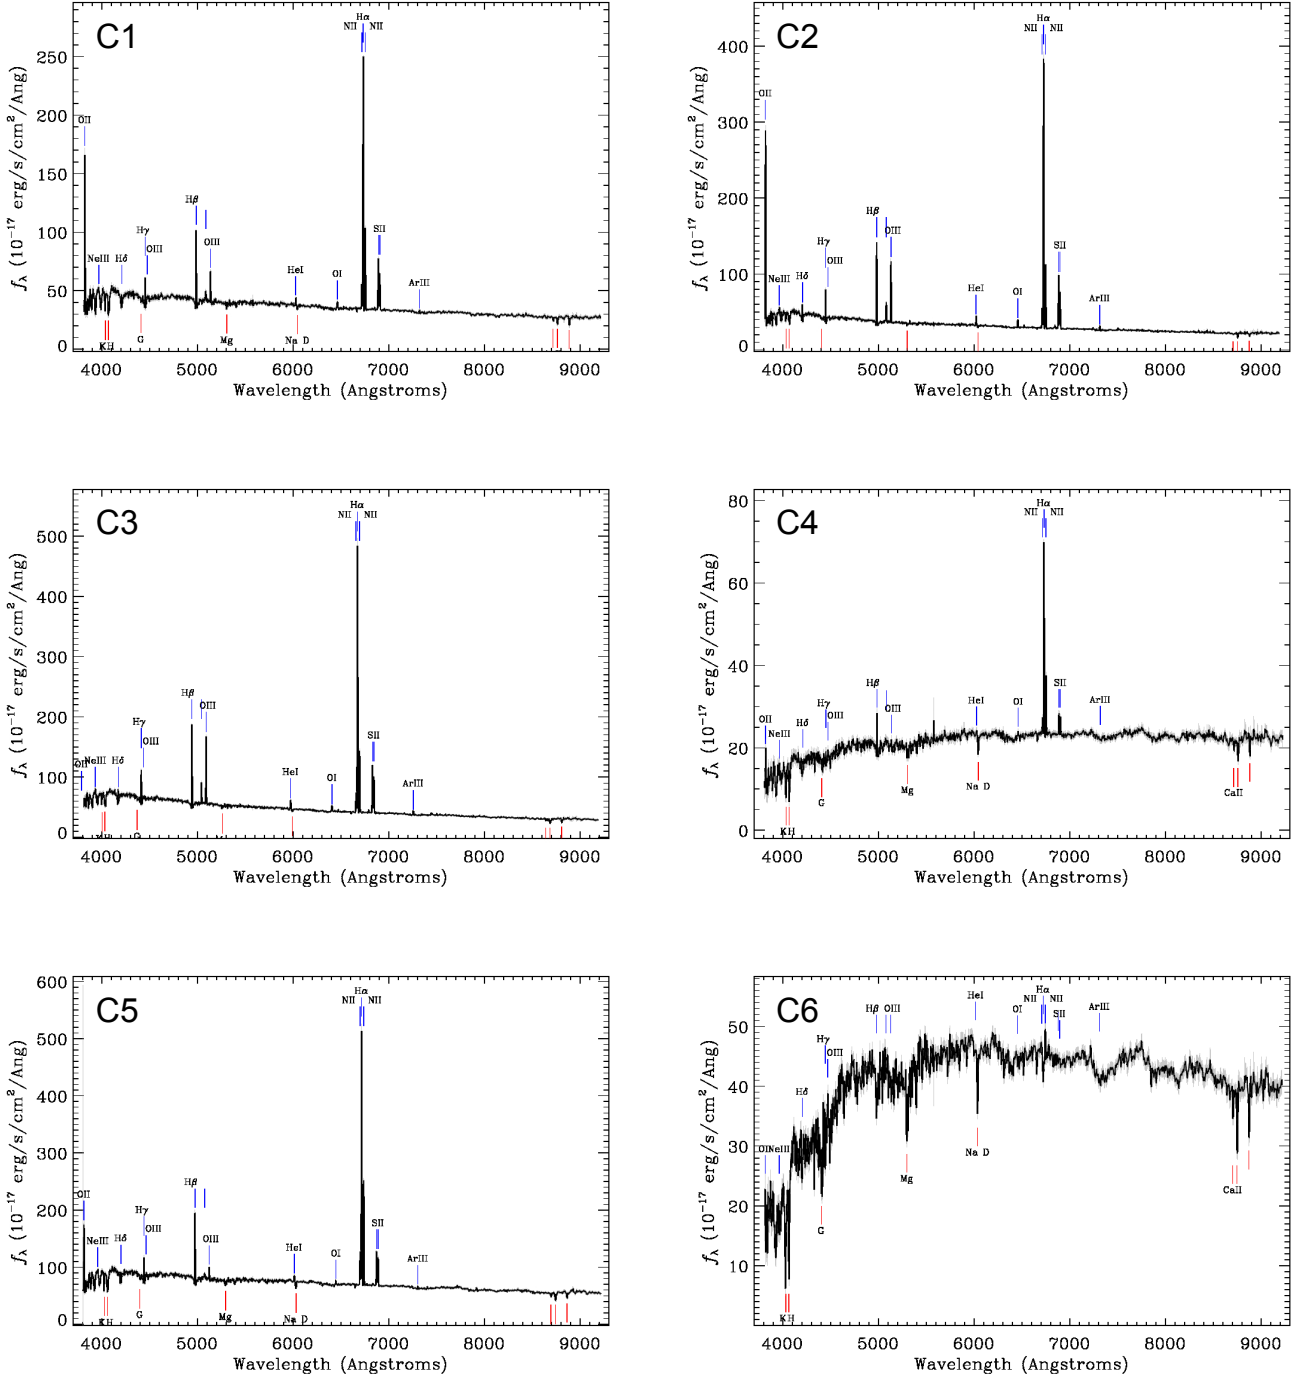 C1
Hα
NII NII
OII
Hβ
SII
Hγ
OIII OIII
NeIII Hδ
HeI OI
ArIII
K H G Mg Na D
250
200
150
100
50
0
4000 5000 6000 7000 8000 9000
Wavelength (Angstroms)
fλ (10⁻¹⁷ erg/s/cm²/Ang)
C2
Hα
NII NII
OII
Hβ
OIII
Hγ
SII
OIII
NeIII Hδ
HeI OI ArIII
400
300
200
100
0
4000 5000 6000 7000 8000 9000
Wavelength (Angstroms)
fλ (10⁻¹⁷ erg/s/cm²/Ang)
C3
Hα
NII NII
Hβ
OIII
Hγ
SII
OIII
OII NeIII Hδ
HeI OI ArIII
G
500
400
300
200
100
0
4000 5000 6000 7000 8000 9000
Wavelength (Angstroms)
fλ (10⁻¹⁷ erg/s/cm²/Ang)
C4
Hα
NII NII
Hβ SII
Hγ HeI OI ArIII
OII Hδ OIII OIII
NeIII
Mg Na D CaII
G
K H
80
60
40
20
0
4000 5000 6000 7000 8000 9000
Wavelength (Angstroms)
fλ (10⁻¹⁷ erg/s/cm²/Ang)
C5
Hα
NII NII
Hβ
OII
Hγ SII
NeIII Hδ OIII OIII
HeI OI ArIII
K H G Mg Na D
600
500
400
300
200
100
0
4000 5000 6000 7000 8000 9000
Wavelength (Angstroms)
fλ (10⁻¹⁷ erg/s/cm²/Ang)
C6
HeI Hα
Hβ OIII OI NII NII ArIII
SII
Hγ
OIII
Hδ
OII NeIII
Mg Na D CaII
G
K H
50
40
30
20
10
4000 5000 6000 7000 8000 9000
Wavelength (Angstroms)
fλ (10⁻¹⁷ erg/s/cm²/Ang)